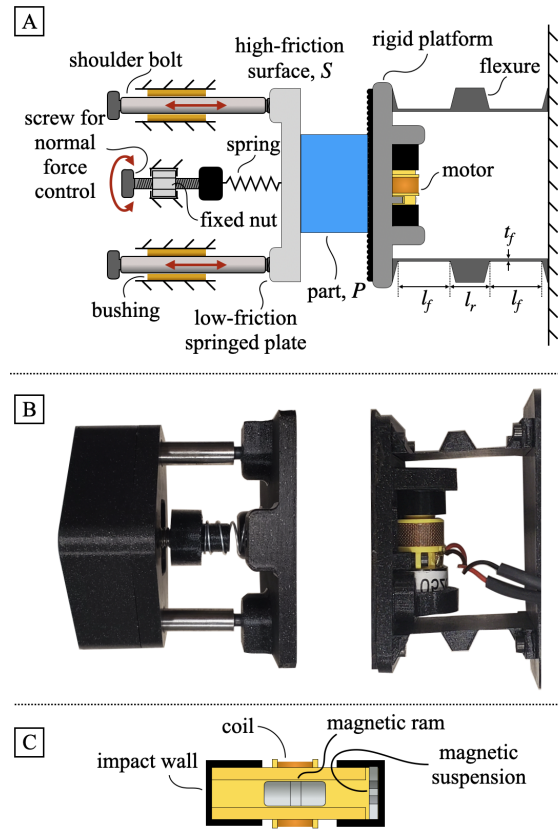 A
shoulder bolt
high-friction
surface, S
rigid platform
flexure
screw for
normal
force
control
spring
fixed nut
motor
bushing
part, P
low-friction
springed plate
t_f
l_f
l_r
l_f
B
C
coil
magnetic ram
impact wall
magnetic
suspension